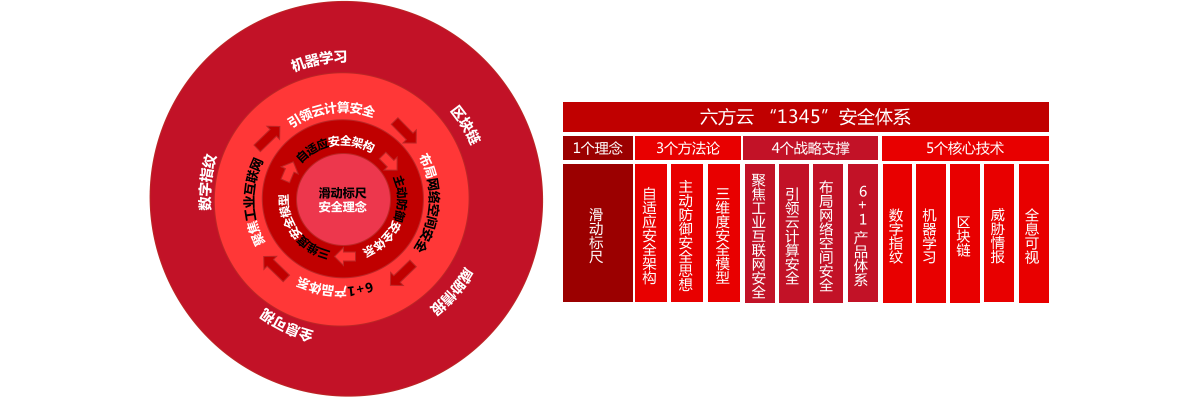 机器学习
区块链
威胁情报
全息可视
数字指纹
引领云计算安全
布局网络空间安全
6+1产品体系
聚焦工业互联网
自适应安全架构
主动防御安全体系
三维度安全模型
滑动标尺
安全理念
六方云 “1345” 安全体系
1个理念
3个方法论
4个战略支撑
5个核心技术
滑动标尺
自适应安全架构
主动防御安全思想
三维度安全模型
聚焦工业互联网安全
引领云计算安全
布局网络空间安全
6+1产品体系
数字指纹
机器学习
区块链
威胁情报
全息可视